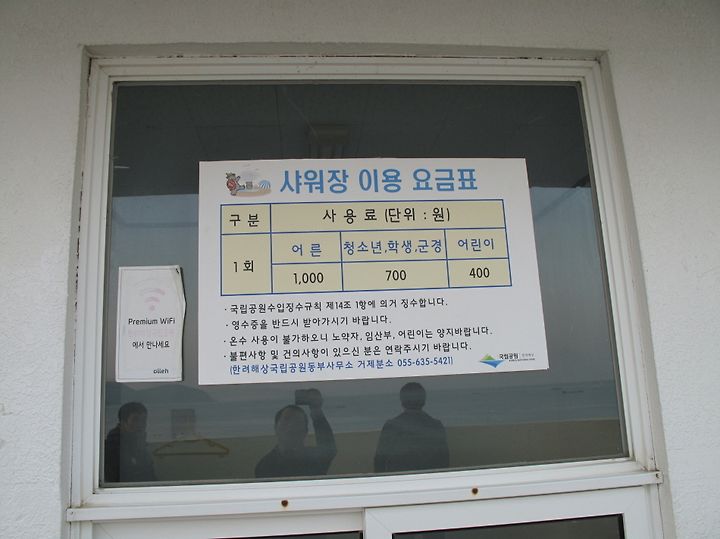 샤워장 이용 요금표
구 분 사 용 료 (단위 : 원)
1회 어 른 청소년,학생,군경 어린이
1,000 700 400
· 국립공원수입징수규칙 제14조 1항에 의거 징수합니다.
· 영수증을 반드시 받아가시기 바랍니다.
· 온수 사용이 불가하오니 노약자, 임산부, 어린이는 양지바랍니다.
· 불편사항 및 건의사항이 있으신 분은 연락주시기 바랍니다.
(한려해상국립공원동부사무소 거제분소 055-635-5421)
국립공원
Premium WiFi
에서 만나세요
olleh